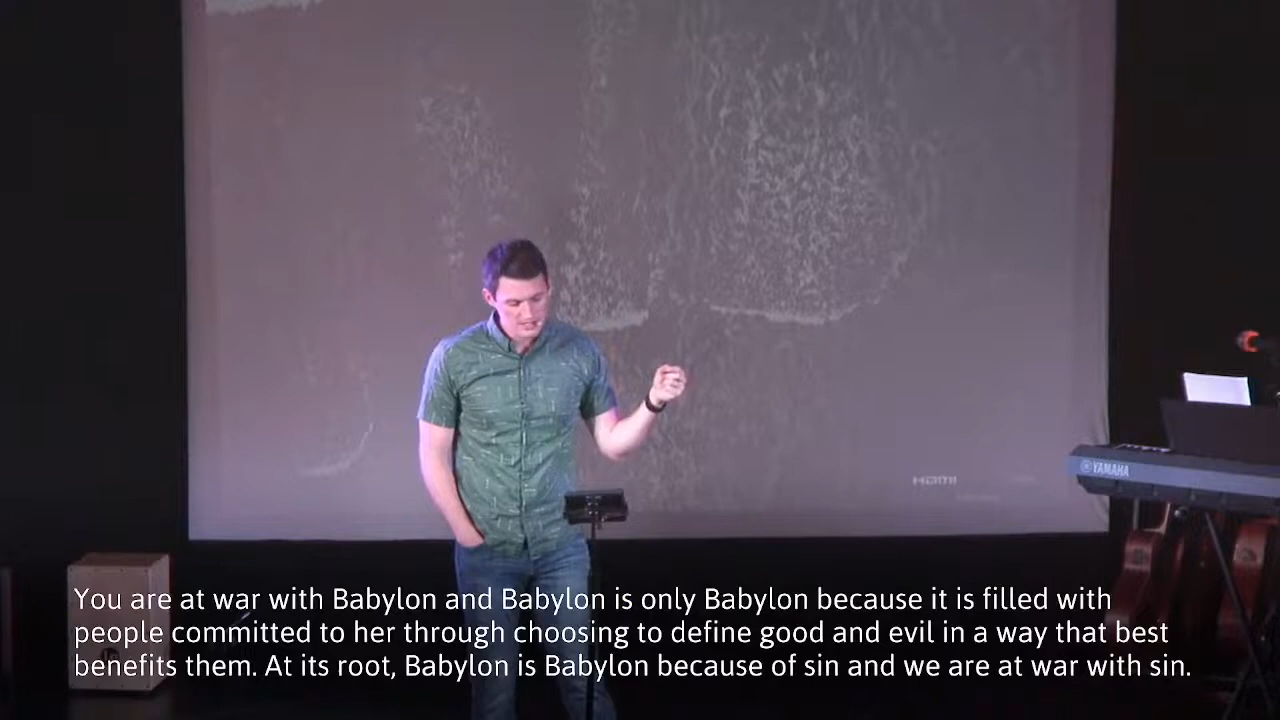 HDMI
YAMAHA
You are at war with Babylon and Babylon is only Babylon because it is filled with
people committed to her through choosing to define good and evil in a way that best
benefits them. At its root, Babylon is Babylon because of sin and we are at war with sin.